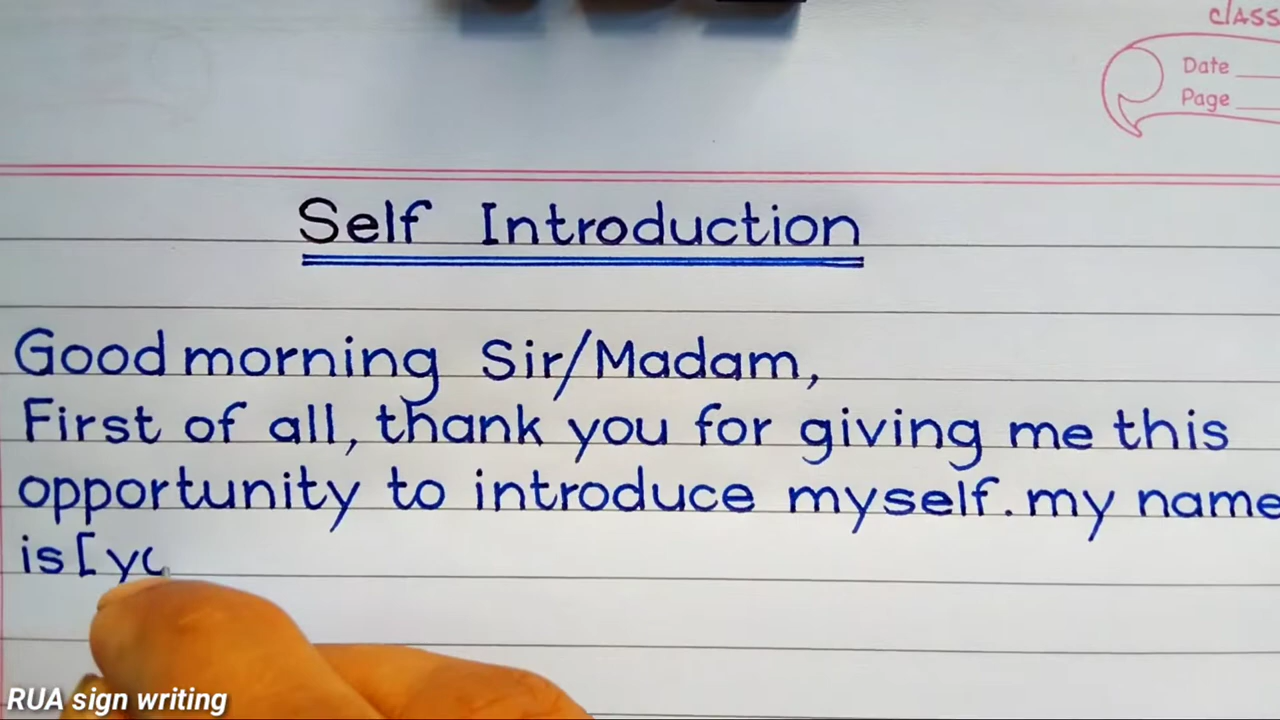 CLASS
Date
Page
Self Introduction
Good morning Sir/Madam,
First of all, thank you for giving me this
opportunity to introduce myself. my name
is [yo
RUA sign writing